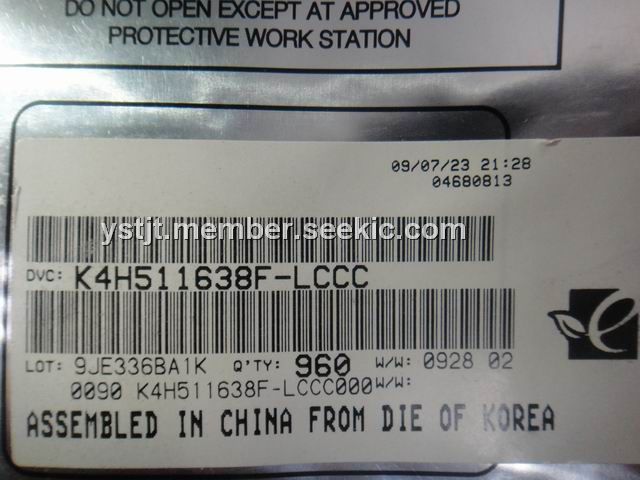 DO NOT OPEN EXCEPT AT APPROVED
PROTECTIVE WORK STATION
09/07/23 21:28
04680813
ystjt.member.seekic.com
DVC: K4H511638F-LCCC
LOT: 9JE336BA1K Q'TY: 960 W/W: 0928 02
0090 K4H511638F-LCCC000 W/W:
ASSEMBLED IN CHINA FROM DIE OF KOREA
e